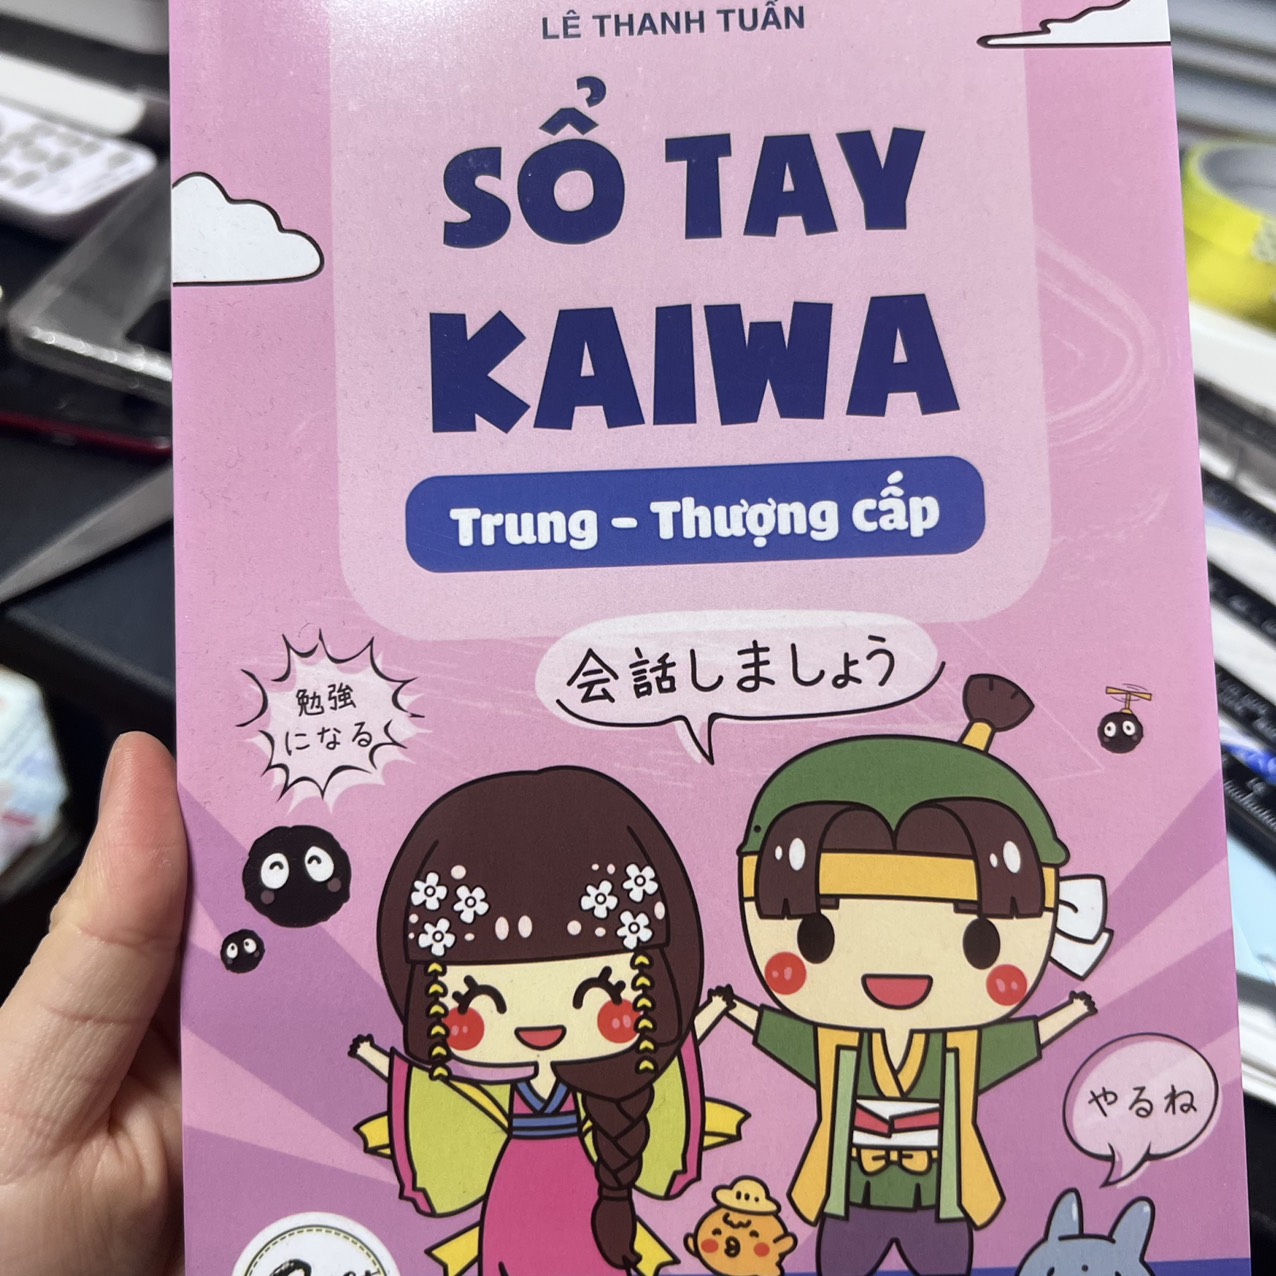 LÊ THANH TUẤN
SỔ TAY
KAIWA
Trung – Thượng cấp
会話しましょう
勉強
になる
やるね